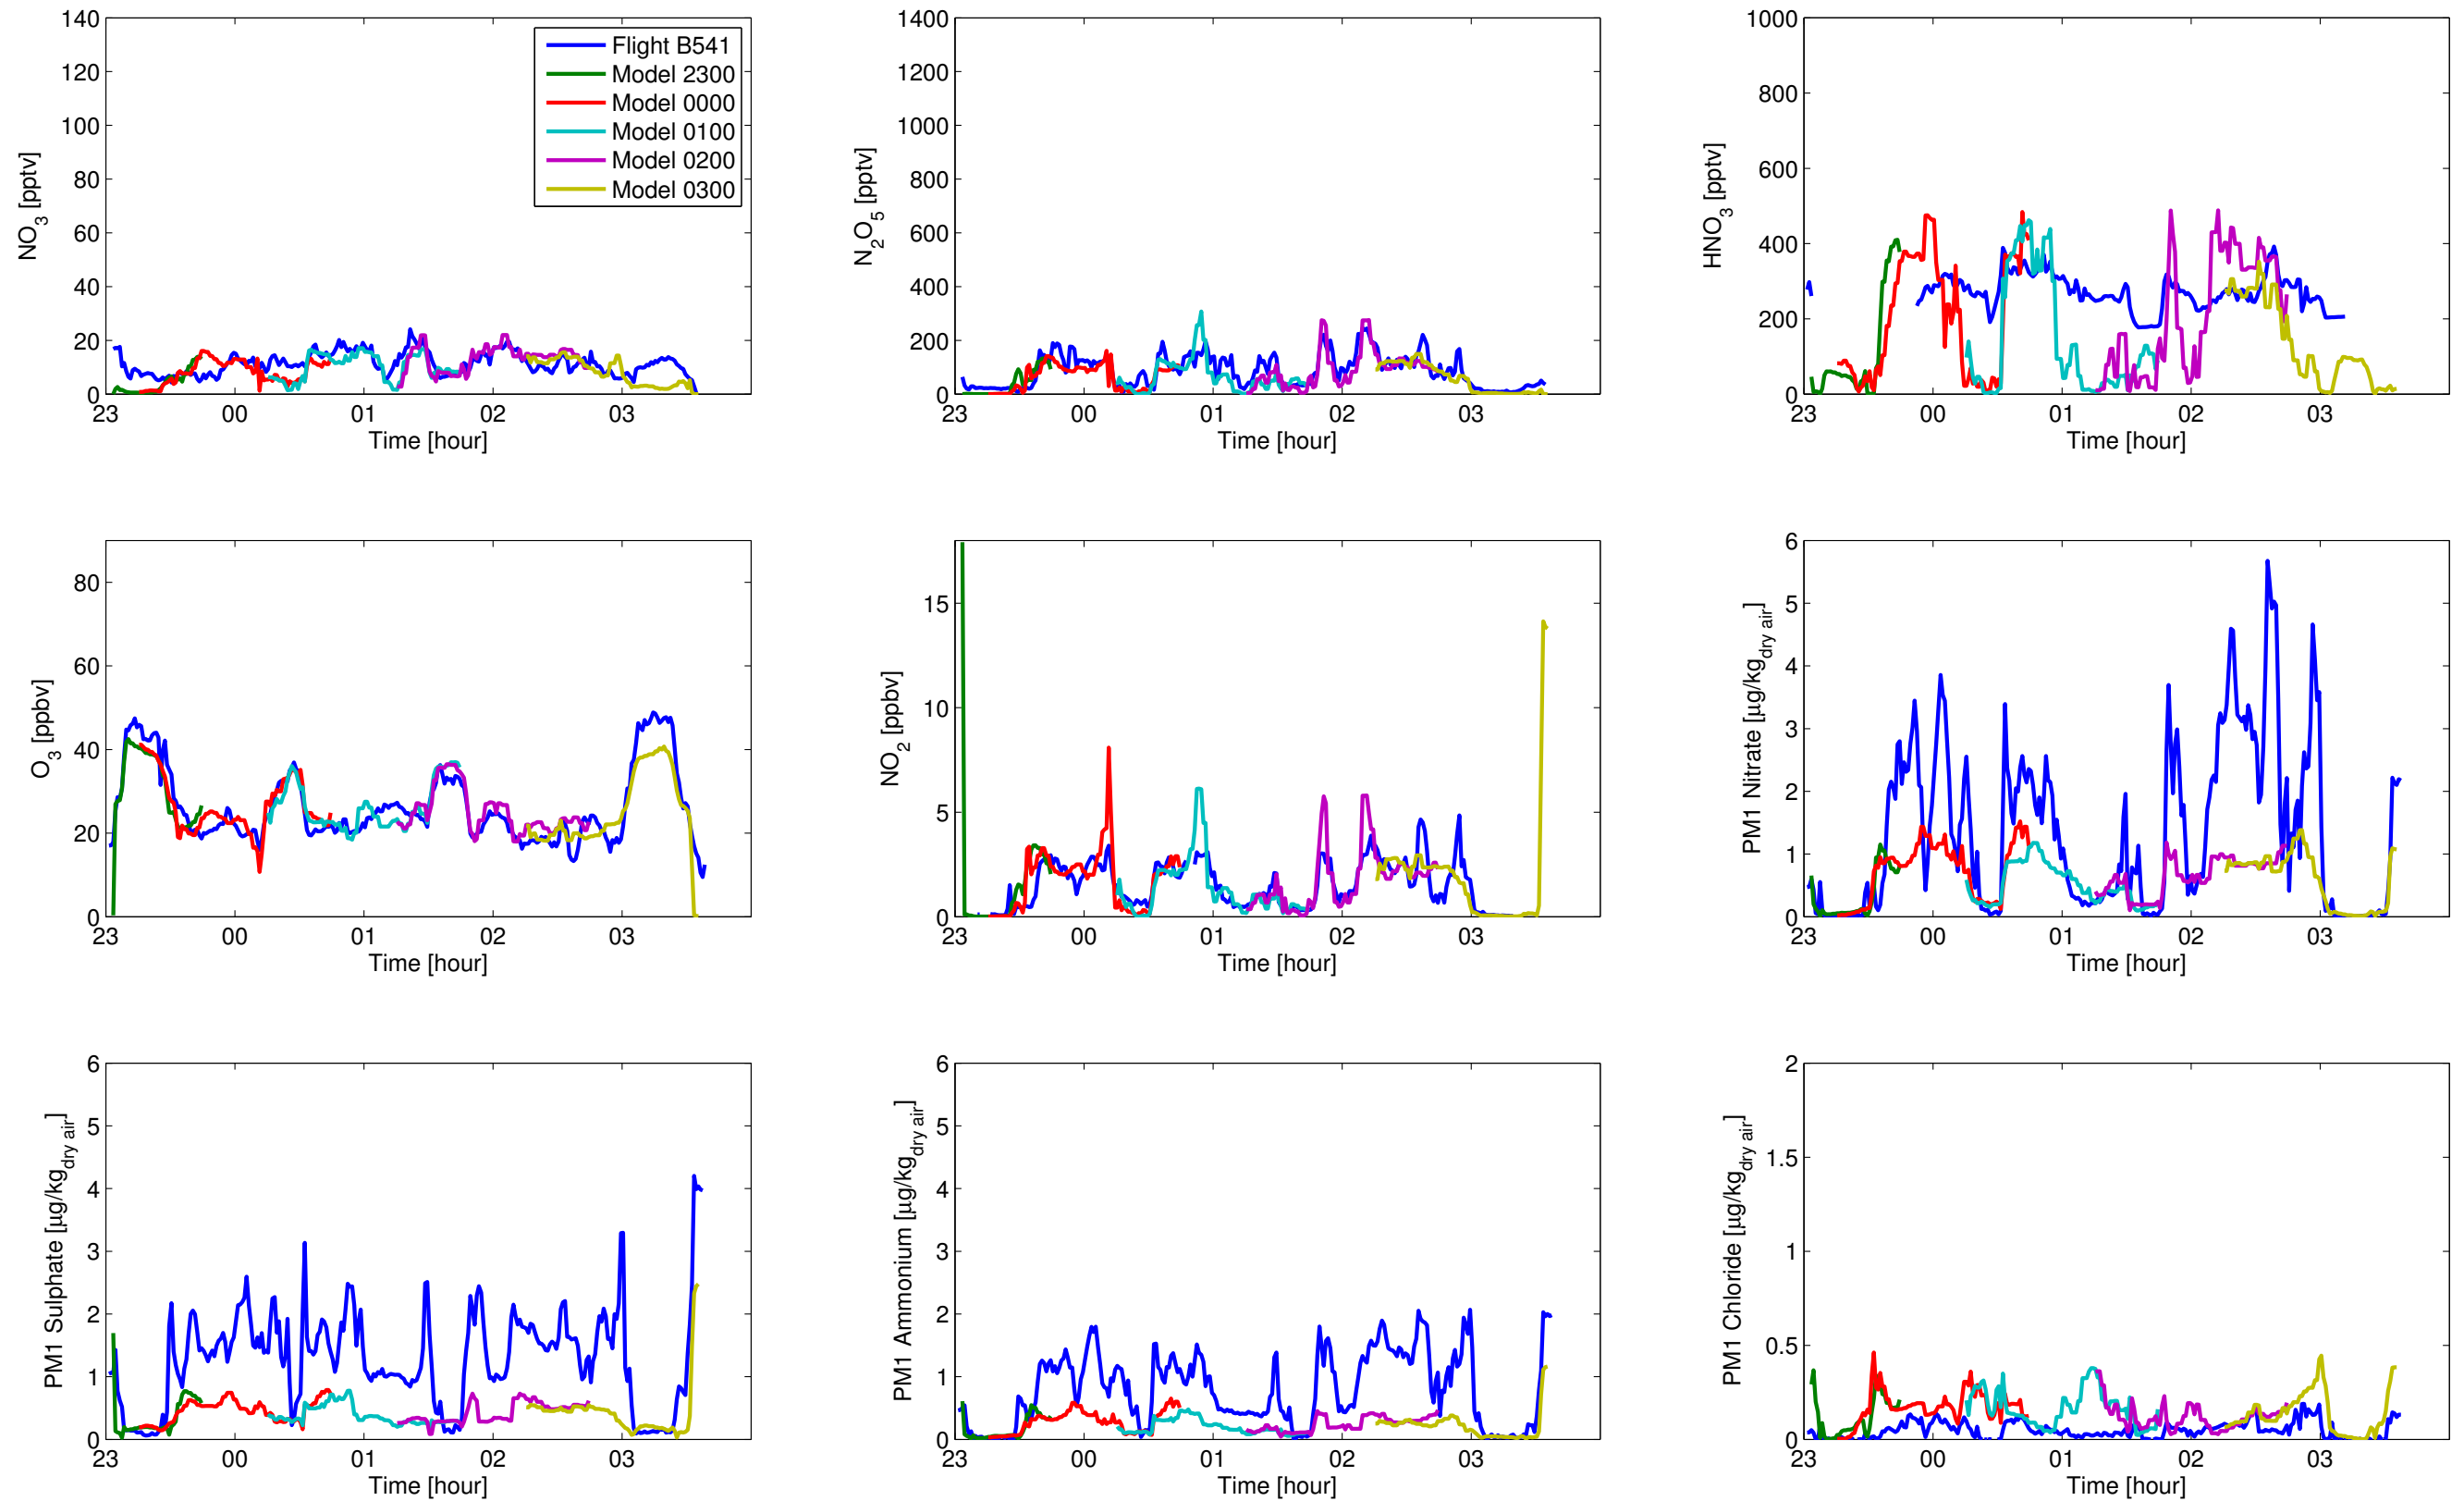 NO3 [pptv]
140
120
100
80
60
40
20
0
23 00 01 02 03
Time [hour]
Flight B541
Model 2300
Model 0000
Model 0100
Model 0200
Model 0300
N2O5 [pptv]
1400
1200
1000
800
600
400
200
0
23 00 01 02 03
Time [hour]
HNO3 [pptv]
1000
800
600
400
200
0
23 00 01 02 03
Time [hour]
O3 [ppbv]
80
60
40
20
0
23 00 01 02 03
Time [hour]
NO2 [ppbv]
15
10
5
0
23 00 01 02 03
Time [hour]
PM1 Nitrate [µg/kgdry air]
6
5
4
3
2
1
0
23 00 01 02 03
Time [hour]
PM1 Sulphate [µg/kgdry air]
6
5
4
3
2
1
0
23 00 01 02 03
Time [hour]
PM1 Ammonium [µg/kgdry air]
6
5
4
3
2
1
0
23 00 01 02 03
Time [hour]
PM1 Chloride [µg/kgdry air]
2
1.5
1
0.5
0
23 00 01 02 03
Time [hour]